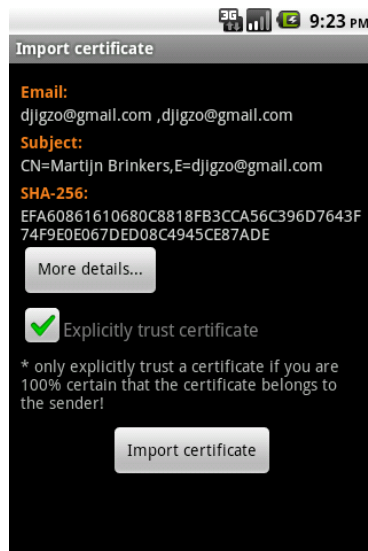 3G 9:23 PM
Import certificate
Email:
djigzo@gmail.com ,djigzo@gmail.com
Subject:
CN=Martijn Brinkers,E=djigzo@gmail.com
SHA-256:
EFA60861610680C8818FB3CCA56C396D7643F
74F9E0E067DED08C4945CE87ADE
More details...
Explicitly trust certificate
* only explicitly trust a certificate if you are
100% certain that the certificate belongs to
the sender!
Import certificate